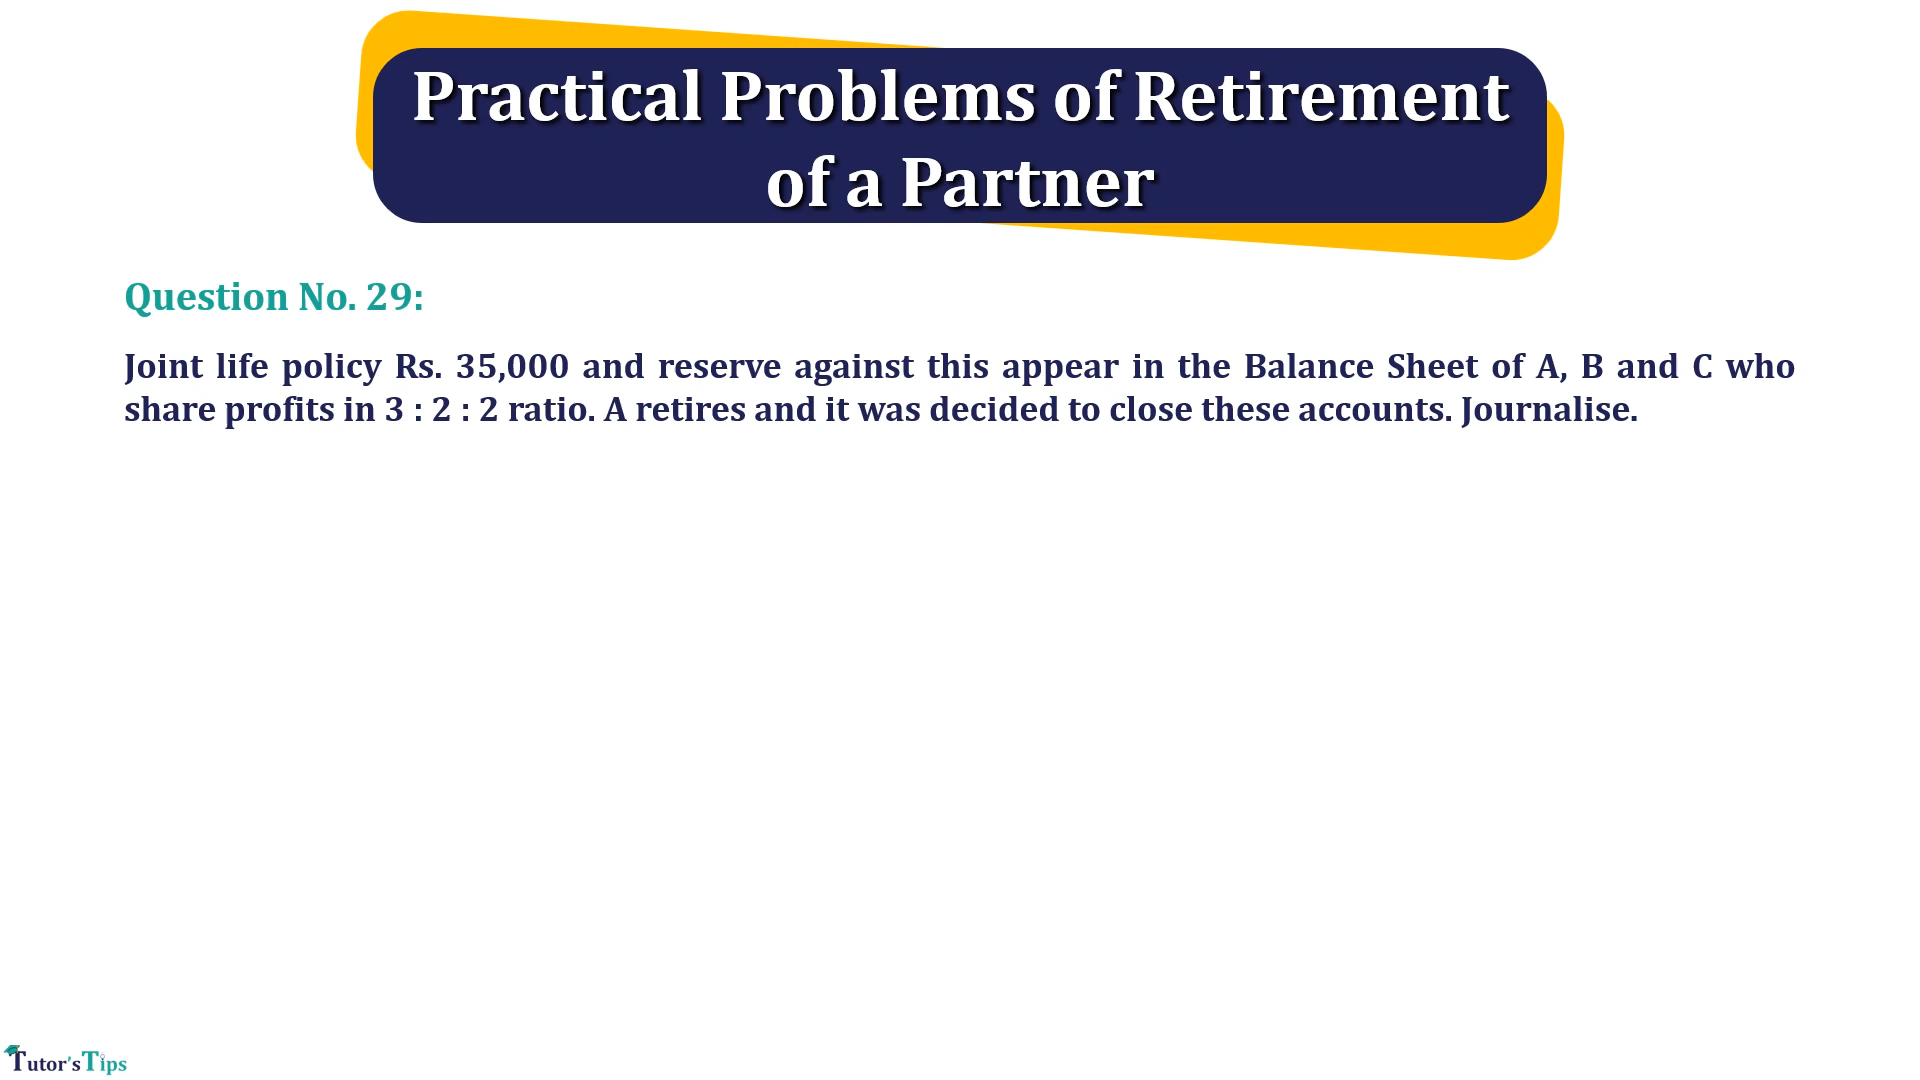 Practical Problems of Retirement
of a Partner
Question No. 29:
Joint life policy Rs. 35,000 and reserve against this appear in the Balance Sheet of A, B and C who
share profits in 3 : 2 : 2 ratio. A retires and it was decided to close these accounts. Journalise.
Tutor'sTips